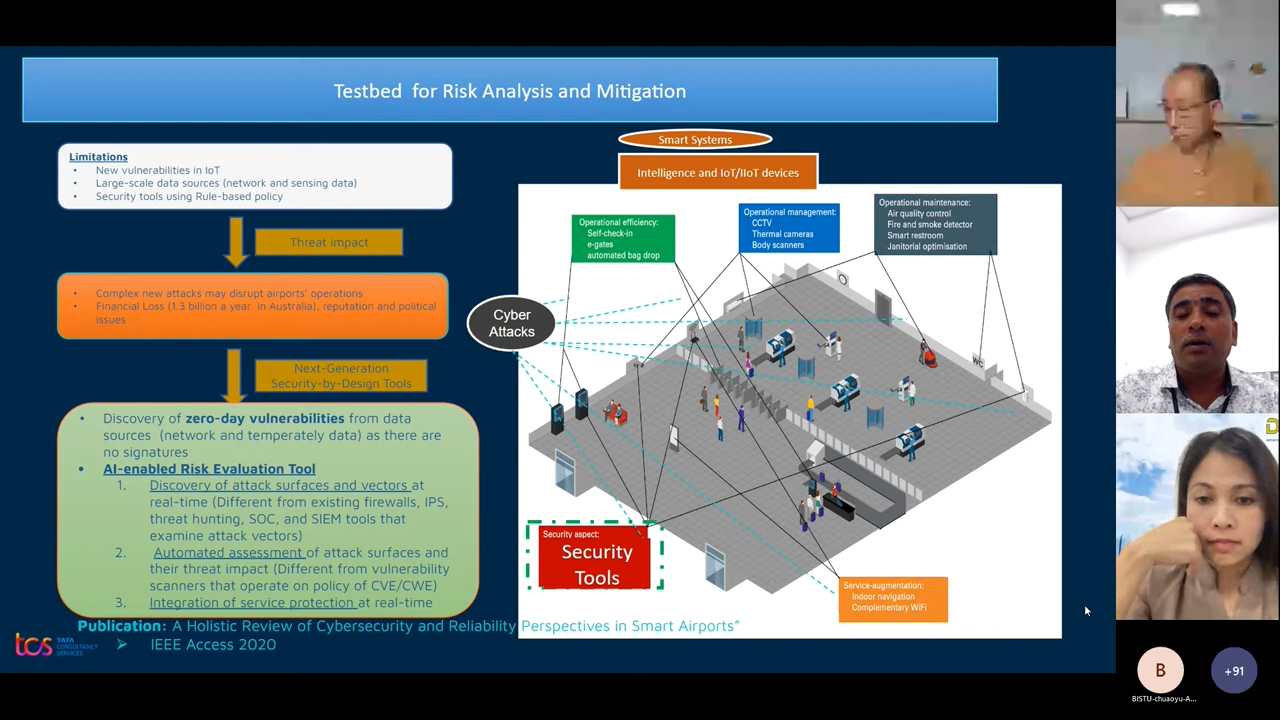 Testbed for Risk Analysis and Mitigation
Limitations
• New vulnerabilities in IoT
• Large-scale data sources (network and sensing data)
• Security tools using Rule-based policy
Threat impact
• Complex new attacks may disrupt airports' operations
• Financial Loss (1.3 billion a year in Australia), reputation and political
issues
Next-Generation
Security-by-Design Tools
• Discovery of zero-day vulnerabilities from data
sources (network and temperately data) as there are
no signatures
• AI-enabled Risk Evaluation Tool
1. Discovery of attack surfaces and vectors at
real-time (Different from existing firewalls, IPS,
threat hunting, SOC, and SIEM tools that
examine attack vectors)
2. Automated assessment of attack surfaces and
their threat impact (Different from vulnerability
scanners that operate on policy of CVE/CWE)
3. Integration of service protection at real-time
Smart Systems
Intelligence and IoT/IIoT devices
Operational efficiency:
Self-check-in
e-gates
automated bag drop
Operational management:
CCTV
Thermal cameras
Body scanners
Operational maintenance:
Air quality control
Fire and smoke detector
Smart restroom
Janitorial optimisation
Cyber
Attacks
WC
Security aspect:
Security
Tools
Service-augmentation:
Indoor navigation
Complementary WiFi
Publication: A Holistic Review of Cybersecurity and Reliability Perspectives in Smart Airports”
➢ IEEE Access 2020
tcs TATA
CONSULTANCY
SERVICES
B
BISTU-chuaoyu-A...
+91